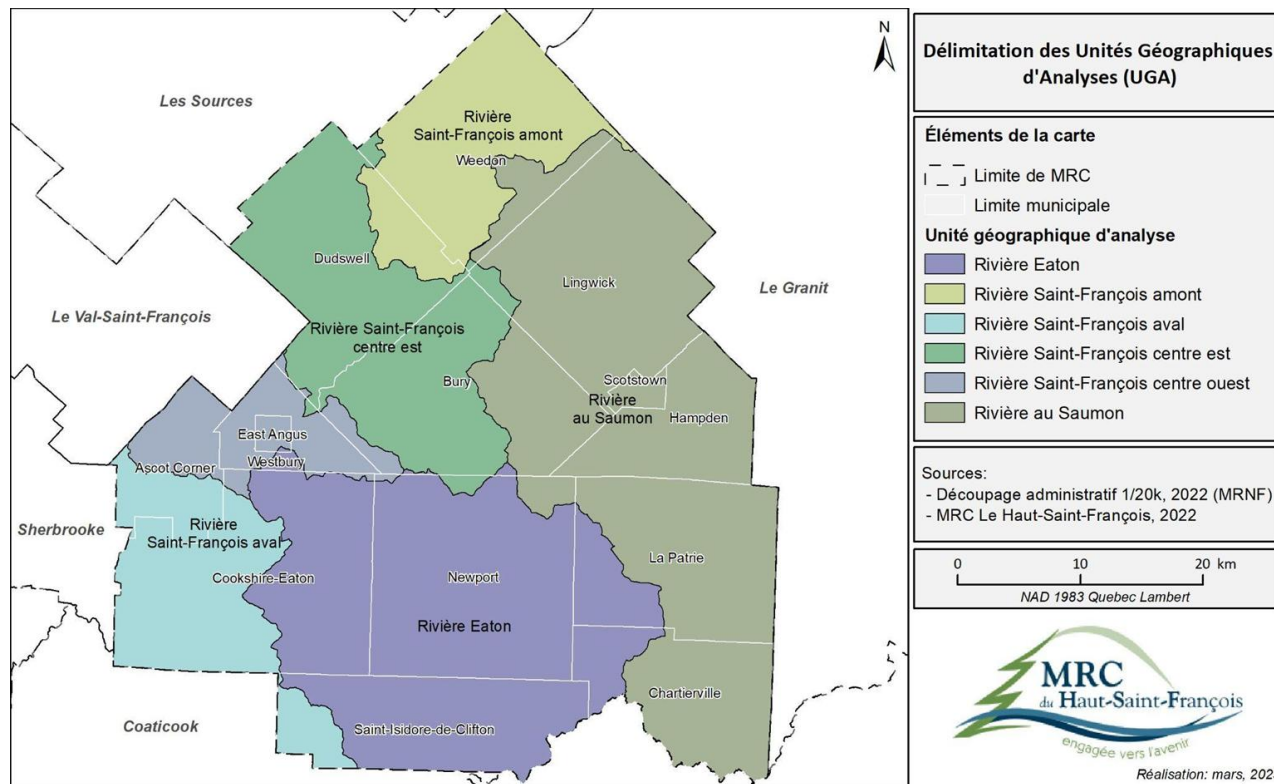 Délimitation des Unités Géographiques
d'Analyses (UGA)
Éléments de la carte
Limite de MRC
Limite municipale
Unité géographique d'analyse
Rivière Eaton
Rivière Saint-François amont
Rivière Saint-François aval
Rivière Saint-François centre est
Rivière Saint-François centre ouest
Rivière au Saumon
Sources:
- Découpage administratif 1/20k, 2022 (MRNF)
- MRC Le Haut-Saint-François, 2022
0 10 20 km
NAD 1983 Quebec Lambert
MRC
du Haut-Saint-François
engagée vers l'avenir
Réalisation: mars, 202
N
Les Sources
Rivière
Saint-François amont
Weedon
Dudswell
Lingwick
Le Granit
Le Val-Saint-François
Rivière Saint-François
centre est
Bury
Scotstown
Rivière
au Saumon
Hampden
East Angus
Westbury
Ascot Corner
Sherbrooke
Rivière
Saint-François aval
Cookshire-Eaton
Newport
La Patrie
Rivière Eaton
Chartierville
Coaticook
Saint-Isidore-de-Clifton